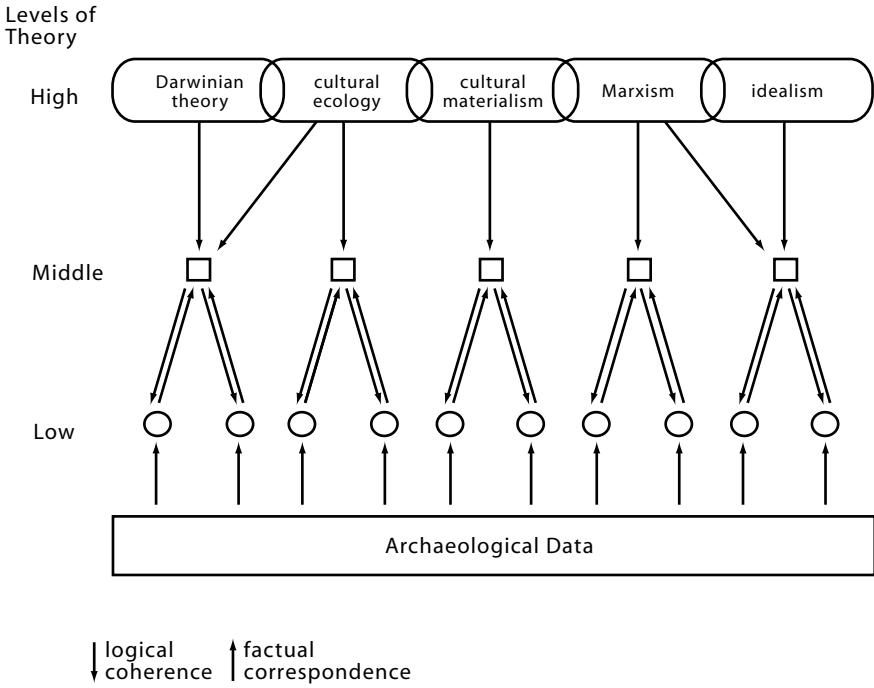 Levels of
Theory
High
Darwinian
theory
cultural
ecology
cultural
materialism
Marxism
idealism
Middle
Low
Archaeological Data
logical
coherence
factual
correspondence